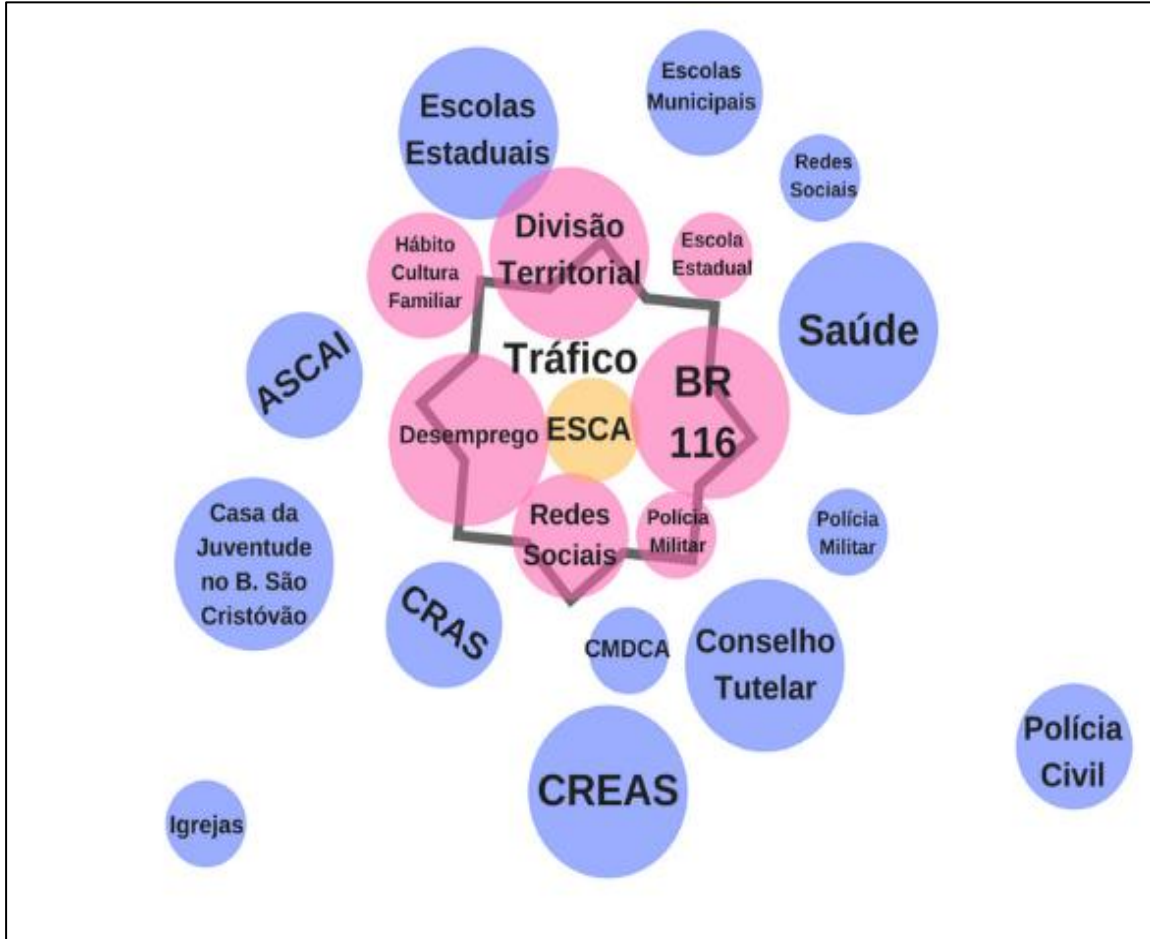 Escolas
Municipais
Escolas
Estaduais
Redes
Sociais
Divisão
Territorial
Hábito
Cultura
Familiar
Escola
Estadual
Saúde
ASCAI
Tráfico
BR
116
Desemprego
ESCA
Redes
Sociais
Polícia
Militar
Polícia
Militar
Casa da
Juventude
no B. São
Cristóvão
CRAS
CMDCA
Conselho
Tutelar
Polícia
Civil
CREAS
Igrejas